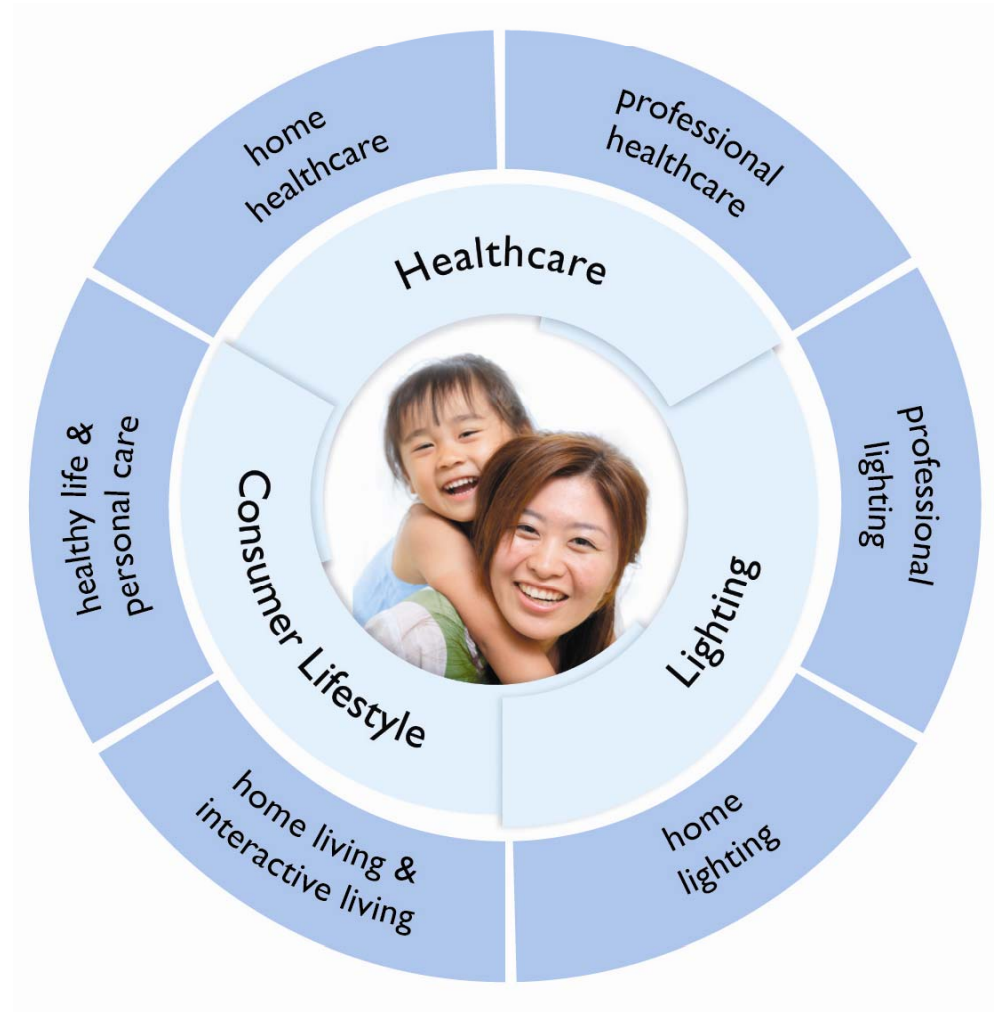 home
healthcare
professional
healthcare
Healthcare
healthy life &
personal care
Consumer Lifestyle
Lighting
professional
lighting
home living &
interactive living
home
lighting